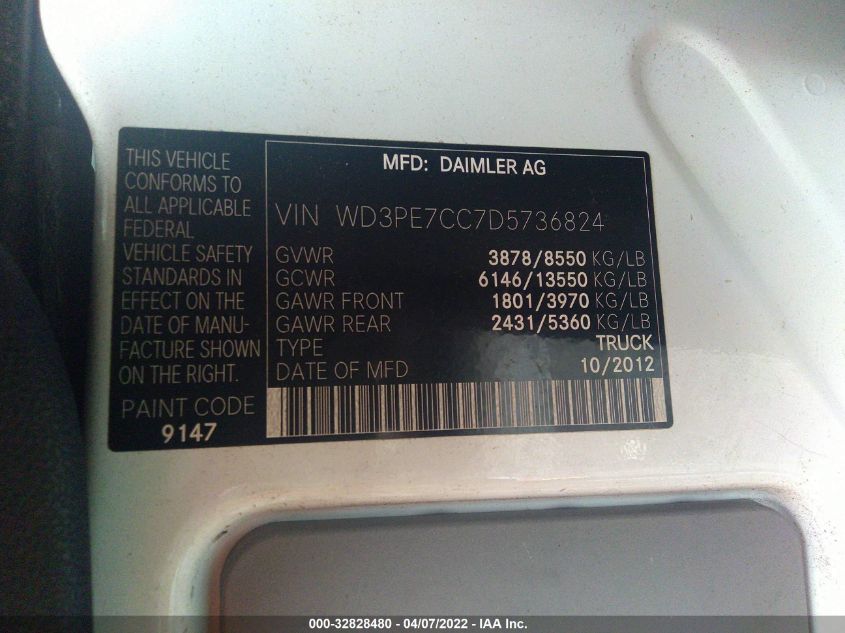 MFD: DAIMLER AG
THIS VEHICLE
CONFORMS TO
ALL APPLICABLE
FEDERAL
VEHICLE SAFETY
STANDARDS IN
EFFECT ON THE
DATE OF MANU-
FACTURE SHOWN
ON THE RIGHT.
PAINT CODE
9147
VIN WD3PE7CC7D5736824
GVWR 3878/8550 KG/LB
GCWR 6146/13550 KG/LB
GAWR FRONT 1801/3970 KG/LB
GAWR REAR 2431/5360 KG/LB
TYPE TRUCK
DATE OF MFD 10/2012
000-32828480 - 04/07/2022 - IAA Inc.